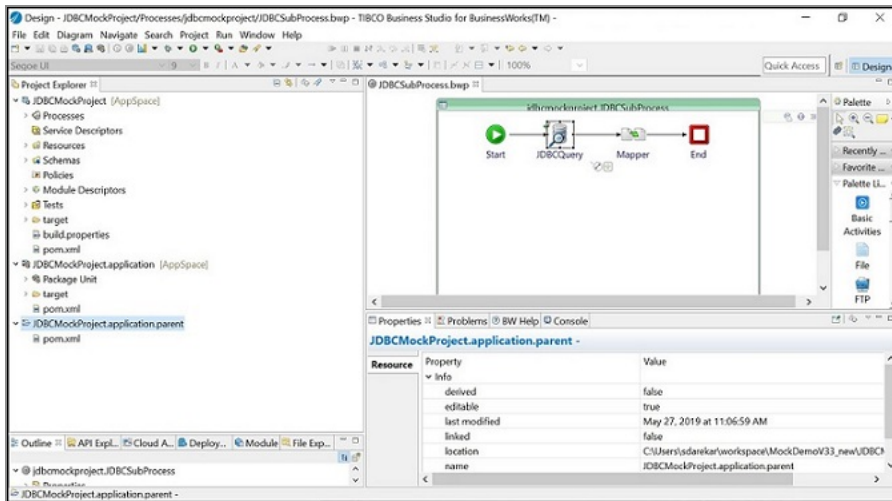 Design - JDBCMockProject/Processes/jdbcmockproject/JDBCSubProcess.bwp - TIBCO Business Studio for BusinessWorks(TM) -
File Edit Diagram Navigate Search Project Run Window Help
Segoe UI 9 100% Quick Access Design
Project Explorer
JDBCMockProject [AppSpace]
Processes
Service Descriptors
Resources
Schemas
Policies
Module Descriptors
Tests
target
build.properties
pom.xml
JDBCMockProject.application [AppSpace]
Package Unit
target
pom.xml
JDBCMockProject.application.parent
pom.xml
JDBCSubProcess.bwp
jdbcmockproject.JDBCSubProcess
Start JDBCQuery Mapper End
Palette
Recently ...
Favorite ...
Palette Li...
Basic Activities
File
FTP
Properties Problems BW Help Console
JDBCMockProject.application.parent -
Resource
Property Value
Info
derived false
editable true
last modified May 27, 2019 at 11:06:59 AM
linked false
location C:\Users\sdarekar\workspace\MockDemoV33_new\JDBCM
name JDBCMockProject.application.parent
Outline API Expl... Cloud A... Deploy... Module File Exp...
jdbcmockproject.JDBCSubProcess
Properties
JDBCMockProject.application.parent -